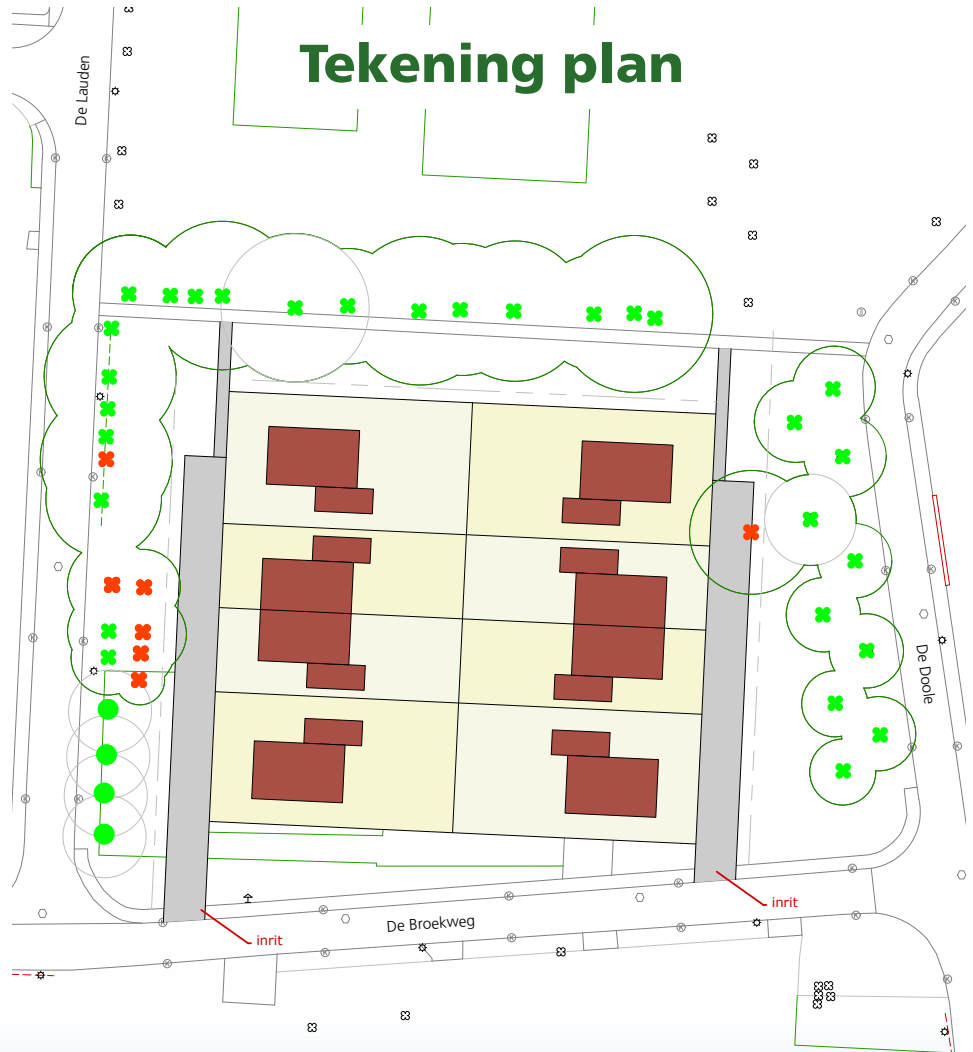 Tekening plan
De Lauden
De Doole
inrit
De Broekweg
inrit